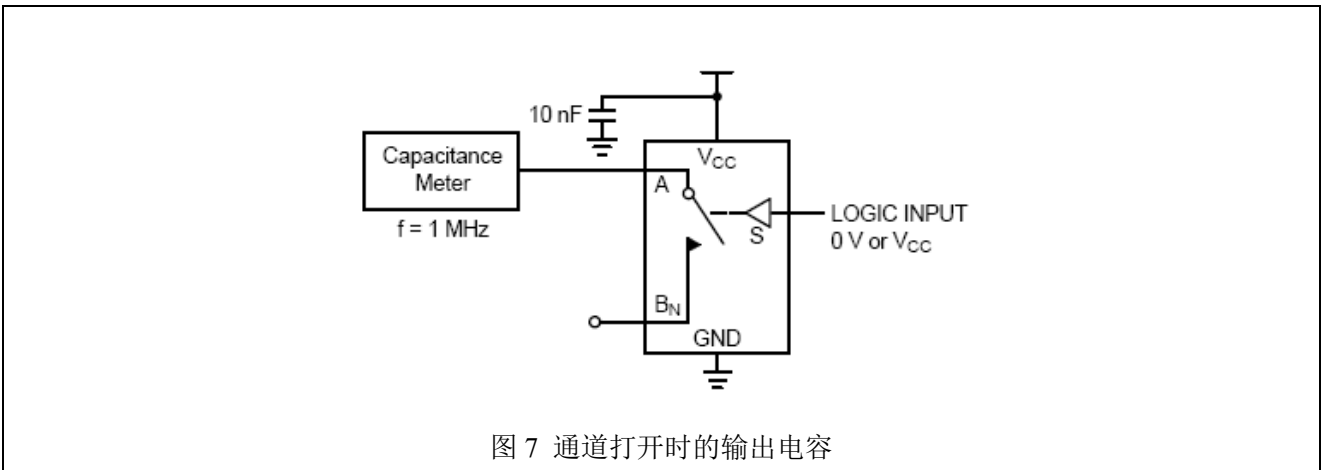 10 nF
Capacitance
Meter
f = 1 MHz
VCC
A
S
LOGIC INPUT
0 V or VCC
BN
GND
图 7 通道打开时的输出电容